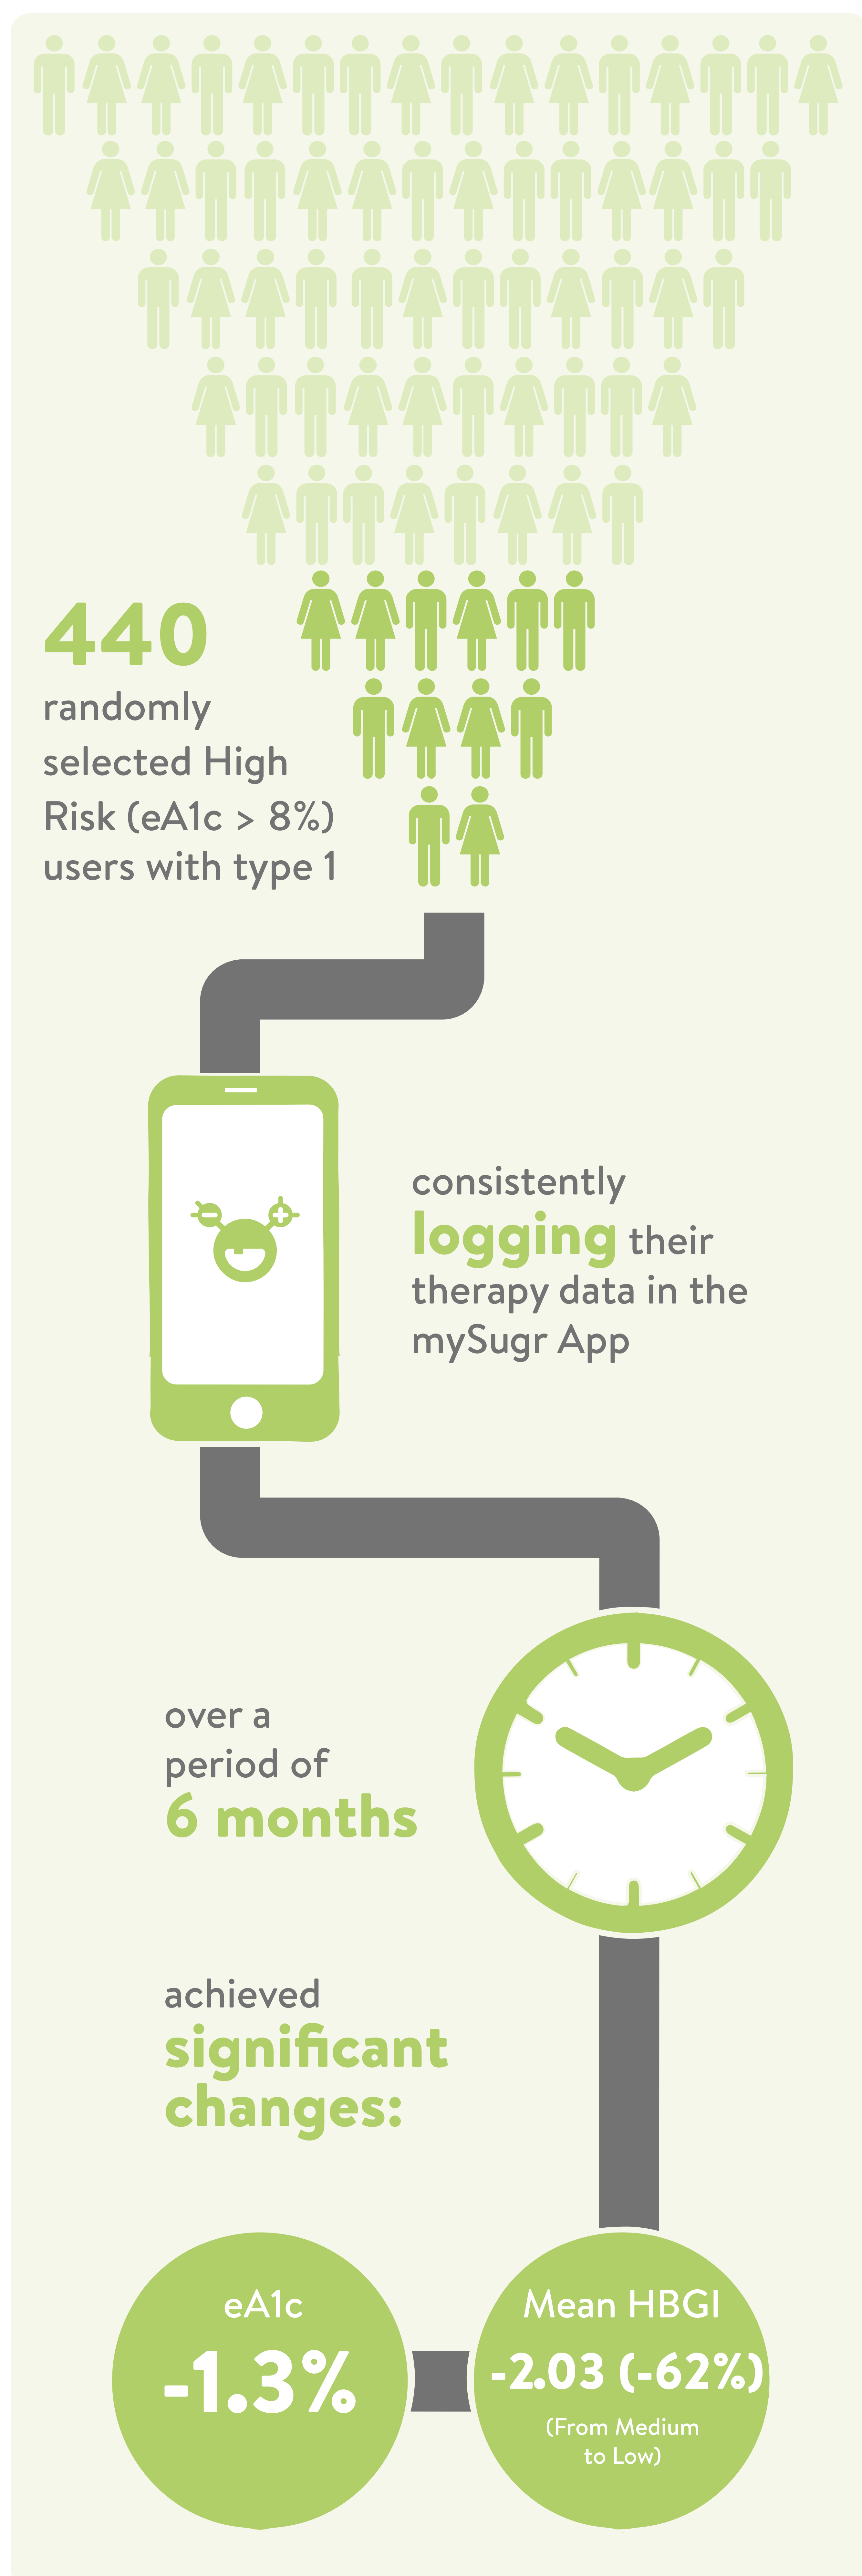 440
randomly
selected High
Risk (eA1c > 8%)
users with type 1
consistently
logging their
therapy data in the
mySugr App
over a
period of
6 months
achieved
significant
changes:
eA1c
-1.3%
Mean HBGI
-2.03 (-62%)
(From Medium
to Low)